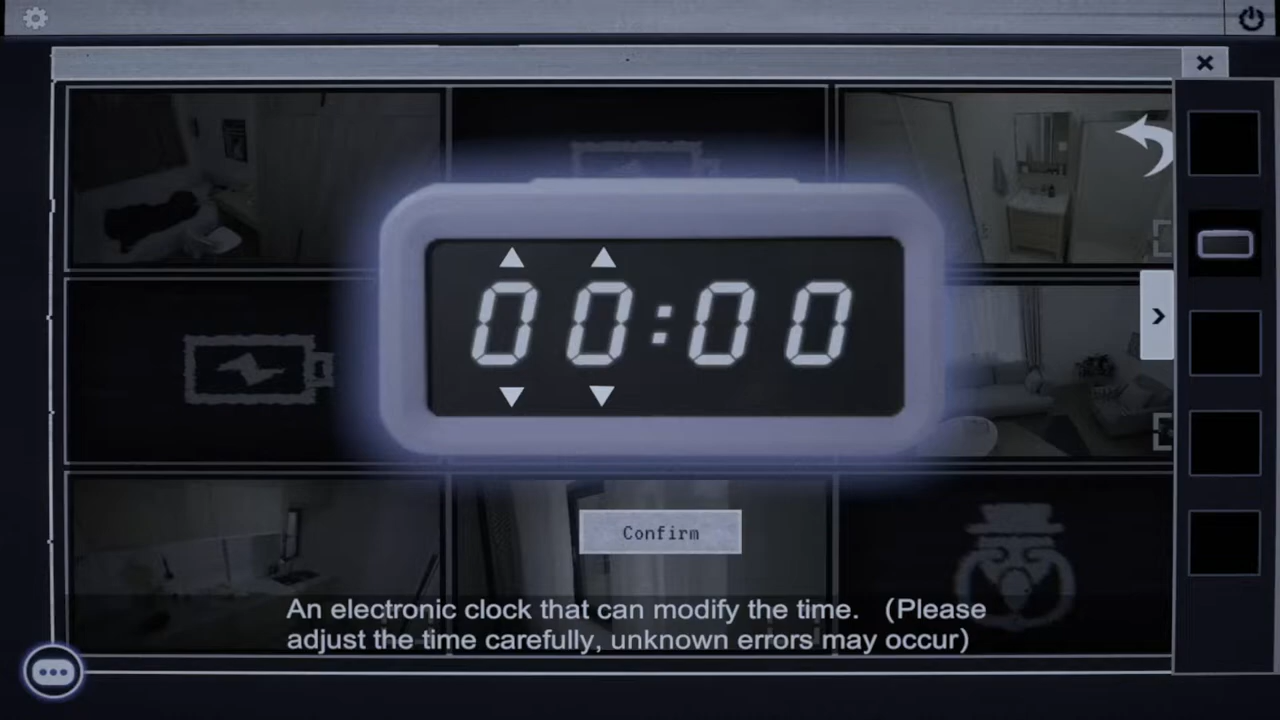 00:00
Confirm
An electronic clock that can modify the time. (Please
adjust the time carefully, unknown errors may occur)